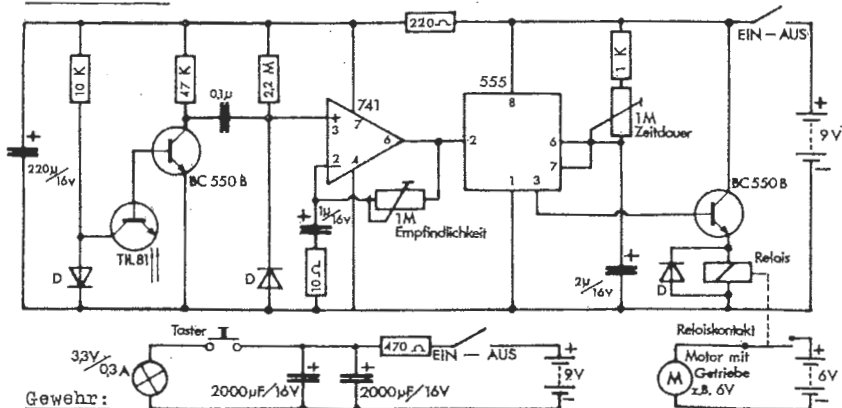 220Ω
EIN – AUS
10 K
47 K
0,1µ
2,2 M
741
3
7
6
2
4
555
8
2
6
7
1
3
1 K
1M
Zeitdauer
9V
220µ/16V
BC 550 B
TIL 81
D
D
1µ/16V
10 Ω
1M
Empfindlichkeit
BC 550 B
2µ/16V
D
Relais
Taster
3,3V/0,3A
2000µF/16V
2000µF/16V
470 Ω
EIN – AUS
9V
Relaiskontakt
M
Motor mit
Getriebe
z.B. 6V
6V
Gewehr: